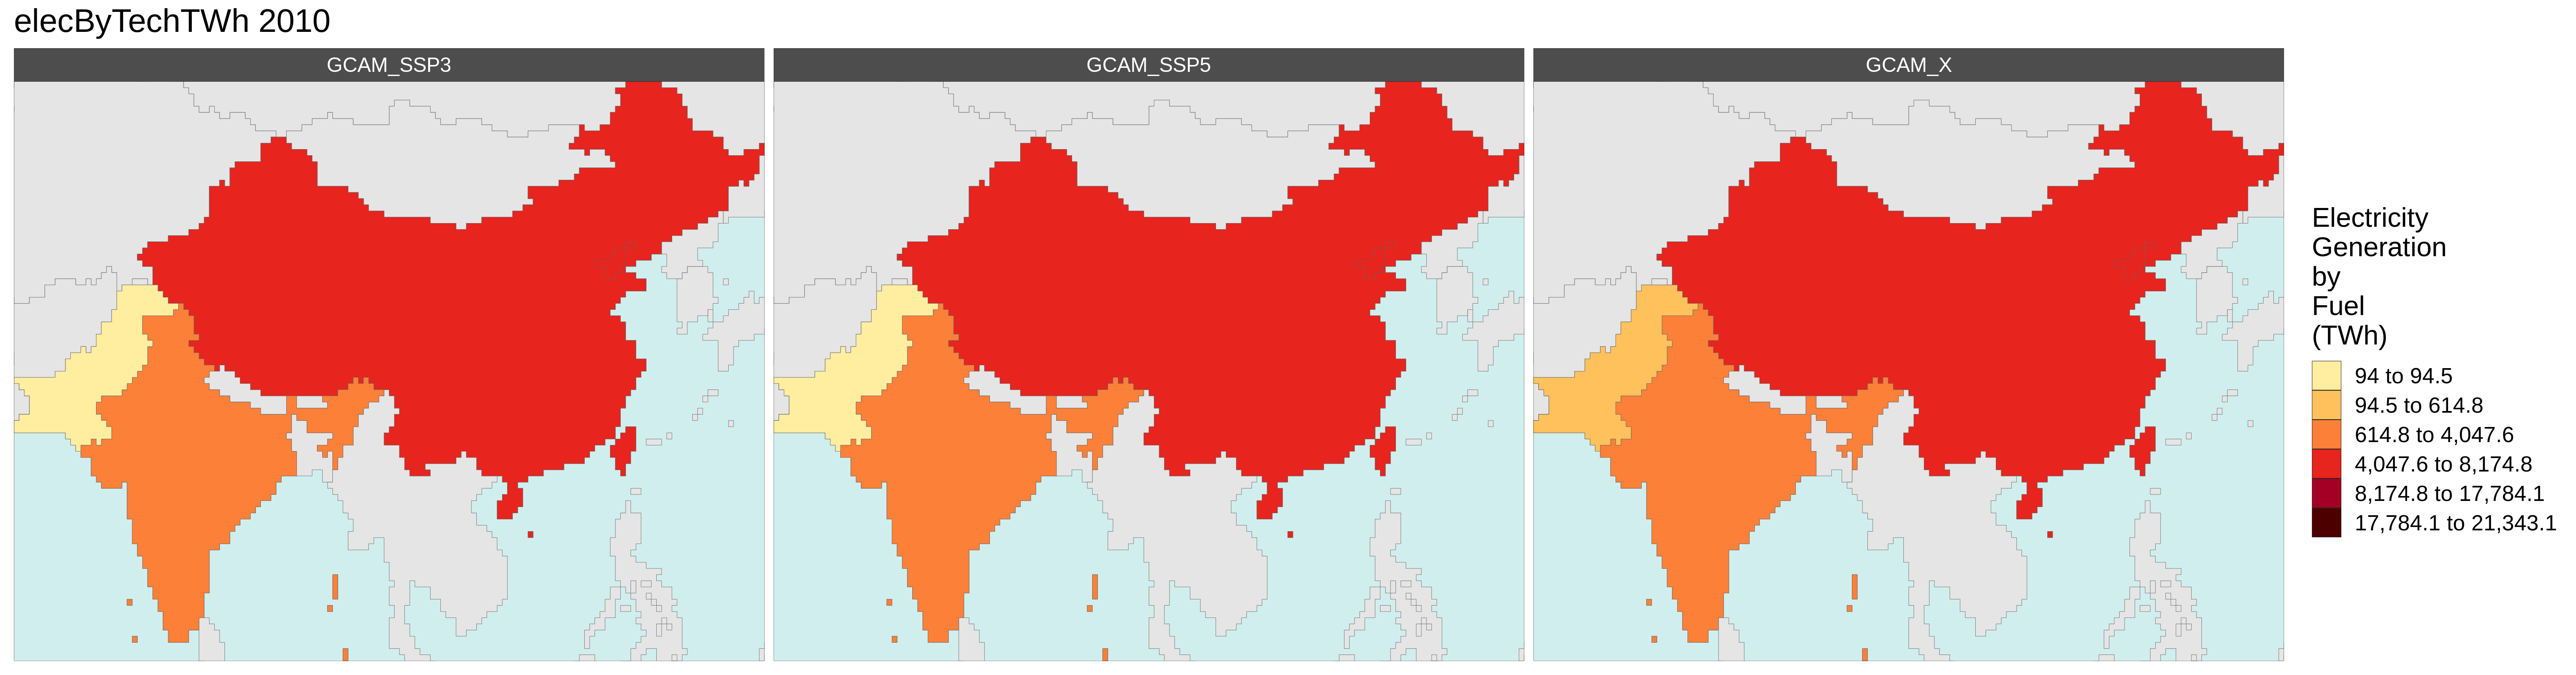 elecByTechTWh 2010
GCAM_SSP3
GCAM_SSP5
GCAM_X
Electricity
Generation
by
Fuel
(TWh)
94 to 94.5
94.5 to 614.8
614.8 to 4,047.6
4,047.6 to 8,174.8
8,174.8 to 17,784.1
17,784.1 to 21,343.1